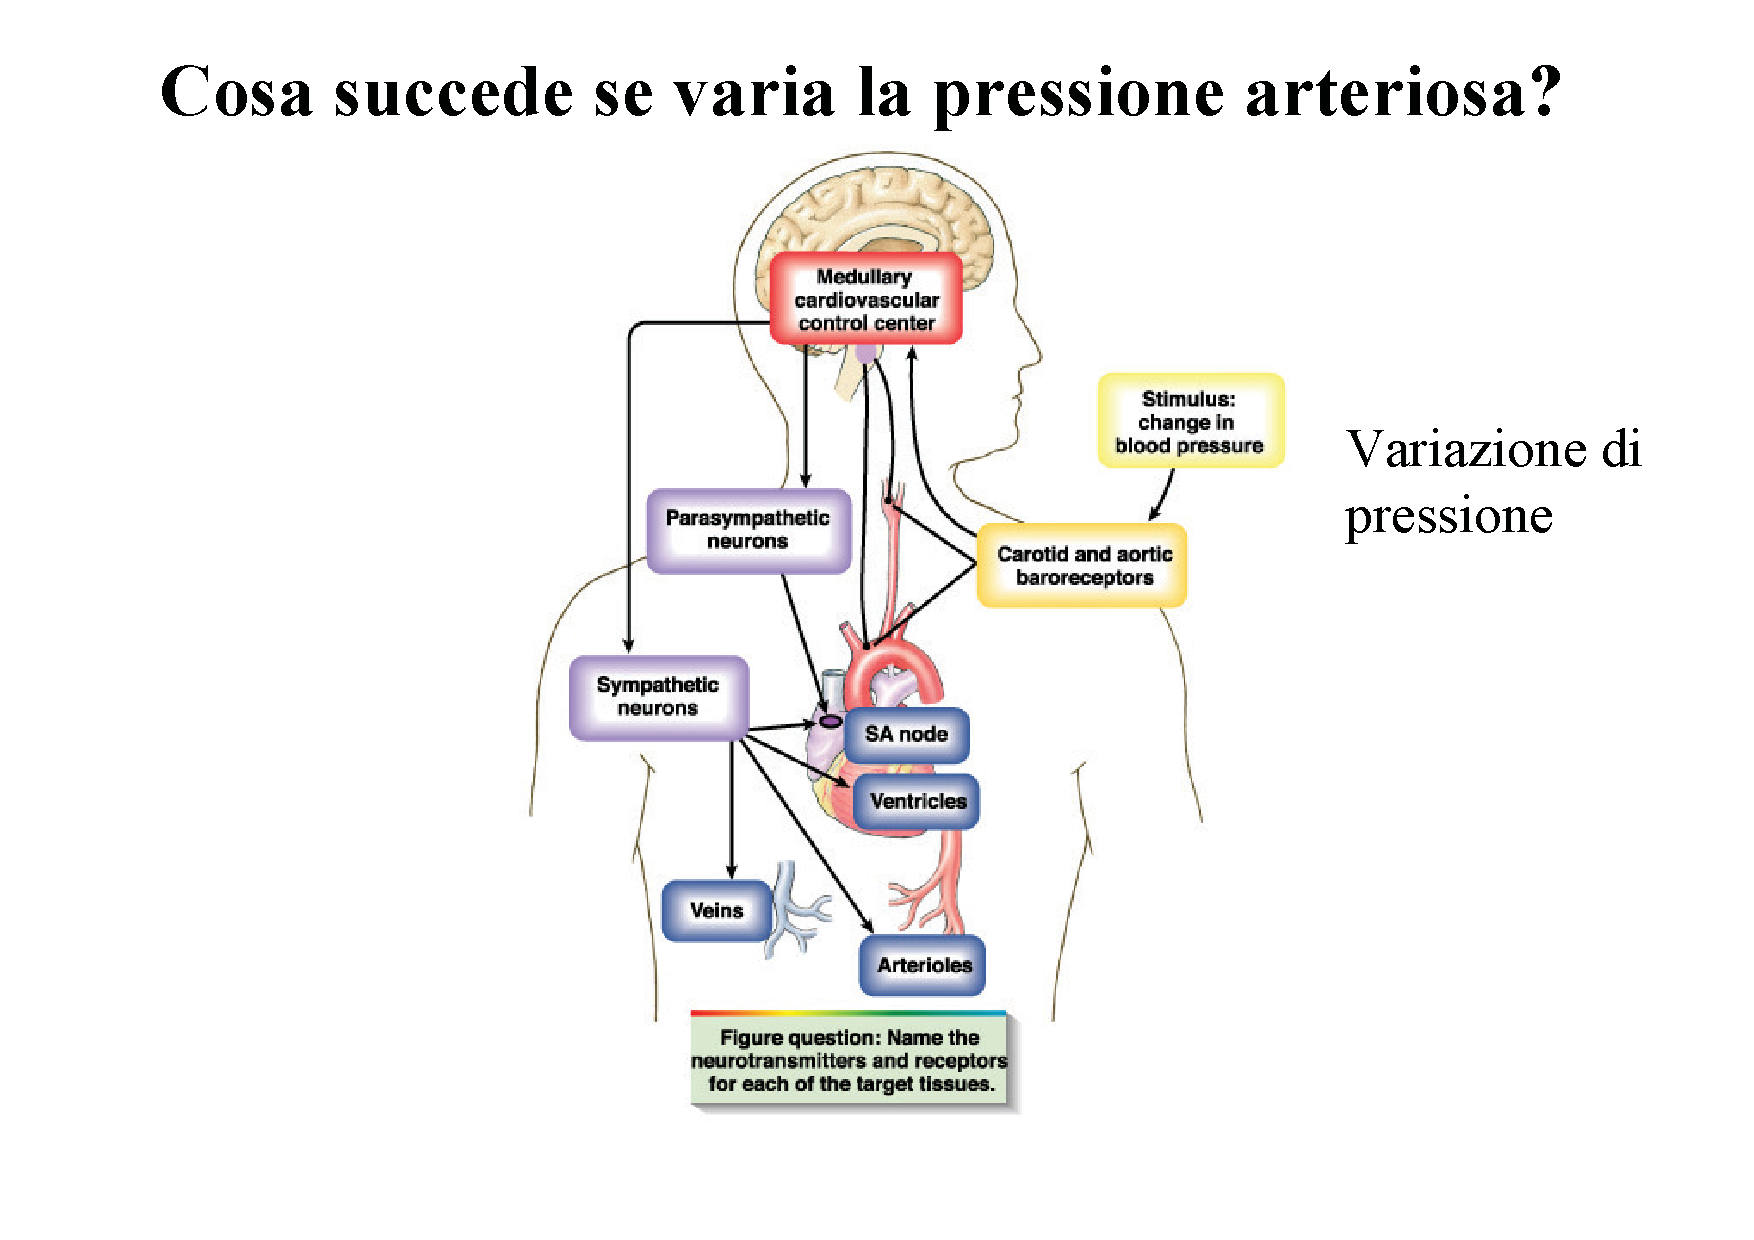 Cosa succede se varia la pressione arteriosa?
Medullary
cardiovascular
control center
Stimulus:
change in
blood pressure
Variazione di
pressione
Parasympathetic
neurons
Carotid and aortic
baroreceptors
Sympathetic
neurons
SA node
Ventricles
Veins
Arterioles
Figure question: Name the
neurotransmitters and receptors
for each of the target tissues.